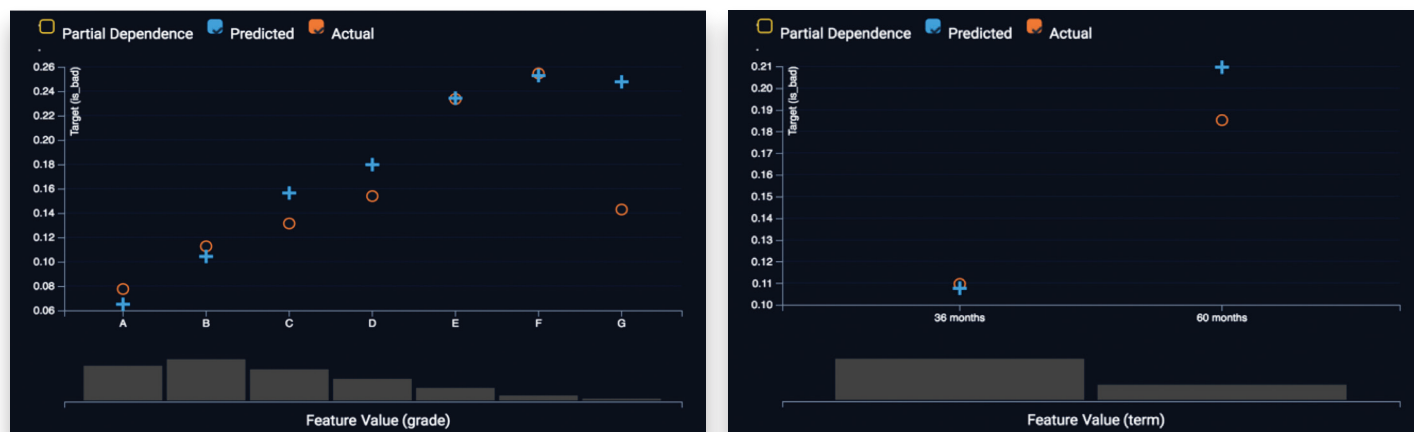 Partial Dependence Predicted Actual
Target (is_bad)
0.26
0.24
0.22
0.20
0.18
0.16
0.14
0.12
0.10
0.08
0.06
A B C D E F G
Feature Value (grade)
Partial Dependence Predicted Actual
Target (is_bad)
0.21
0.20
0.19
0.18
0.17
0.16
0.15
0.14
0.13
0.12
0.11
0.10
36 months 60 months
Feature Value (term)